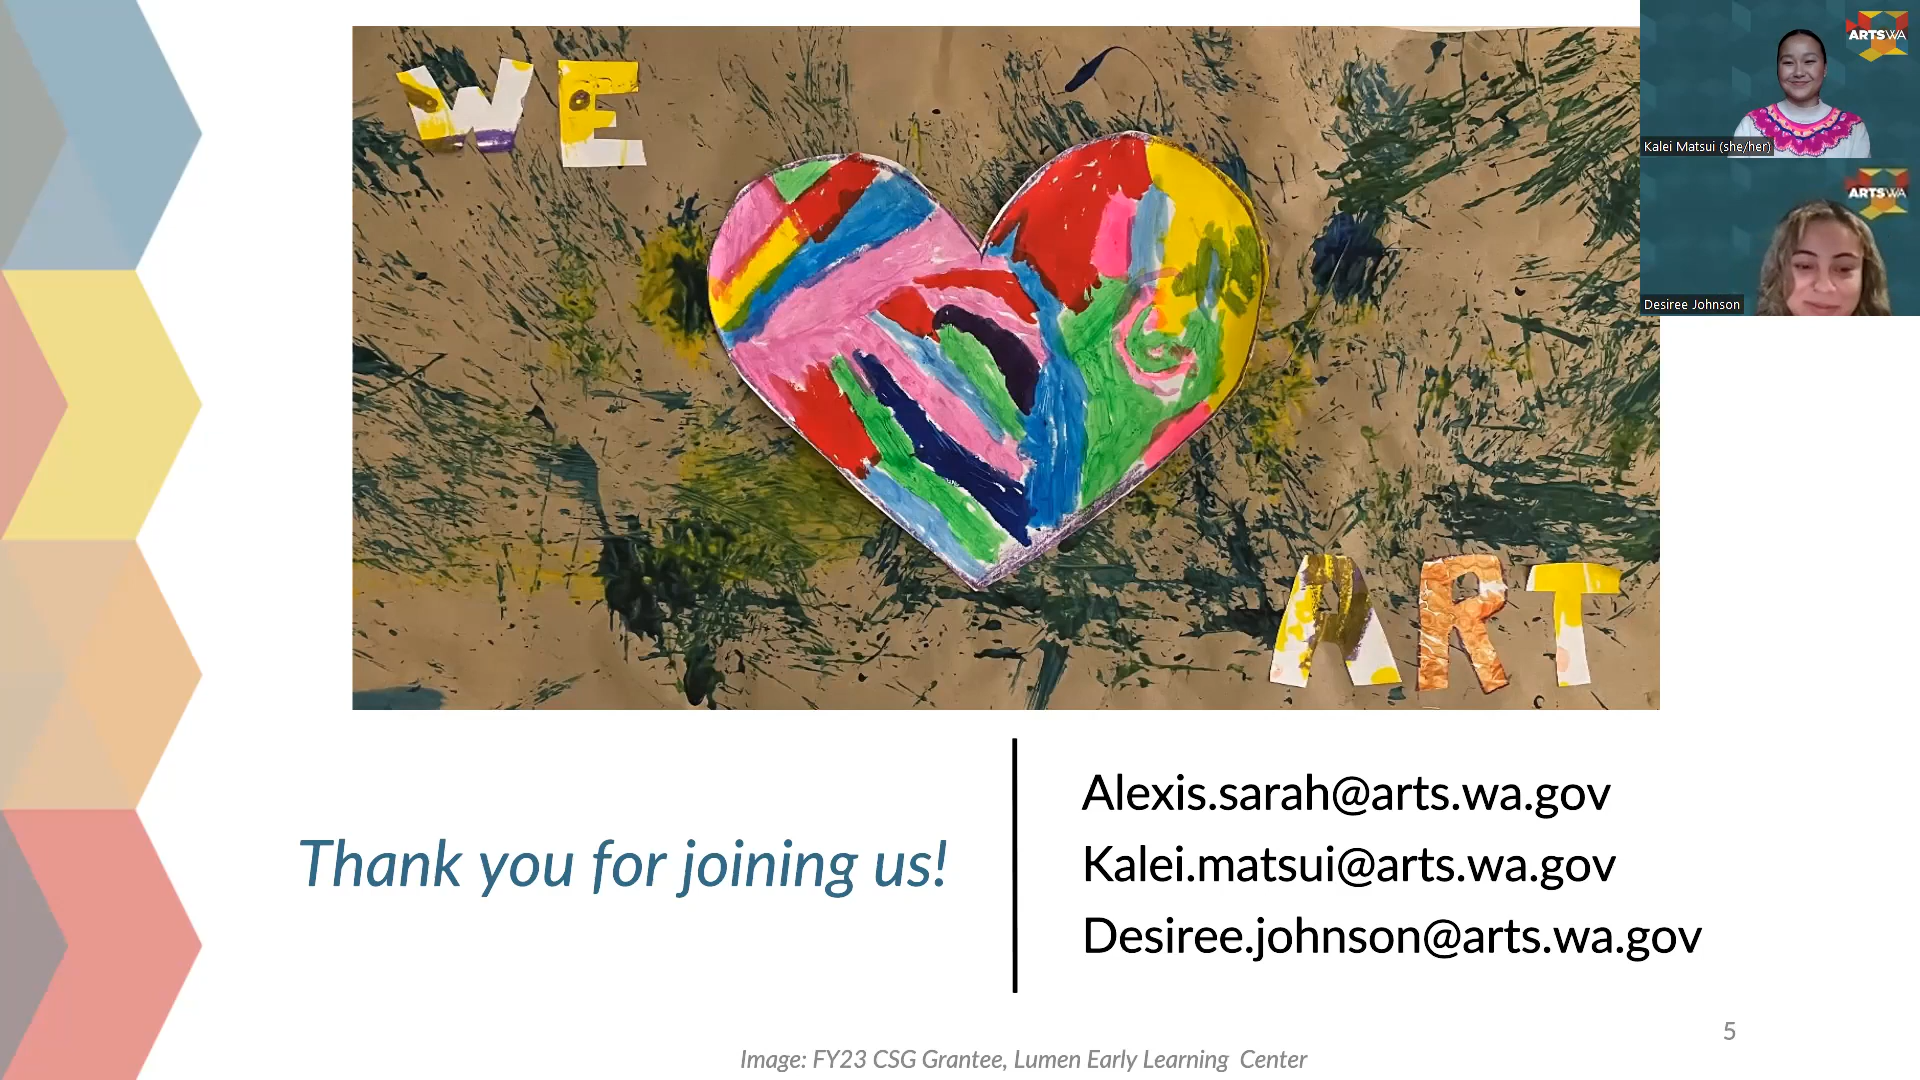 WE
ART
ARTSWA
Kalei Matsui (she/her)
ARTSWA
Desiree Johnson
Thank you for joining us!
Alexis.sarah@arts.wa.gov
Kalei.matsui@arts.wa.gov
Desiree.johnson@arts.wa.gov
5
Image: FY23 CSG Grantee, Lumen Early Learning Center